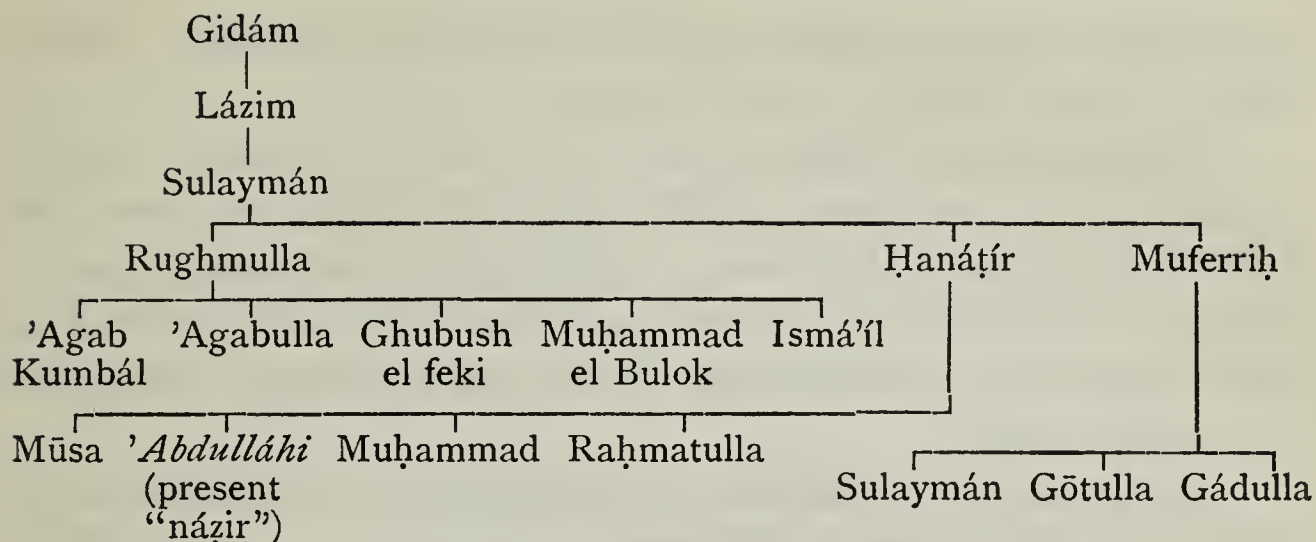 Gidám
Lázim
Sulaymán
Rughmulla Ḥanáṭír Muferriḥ
’Agab ’Agabulla Ghubush Muḥammad Ismá’íl
Kumbál el feki el Bulok
Mūsa ’Abdulláhi Muḥammad Raḥmatulla
(present
“náẓir”)
Sulaymán Gōtulla Gádulla